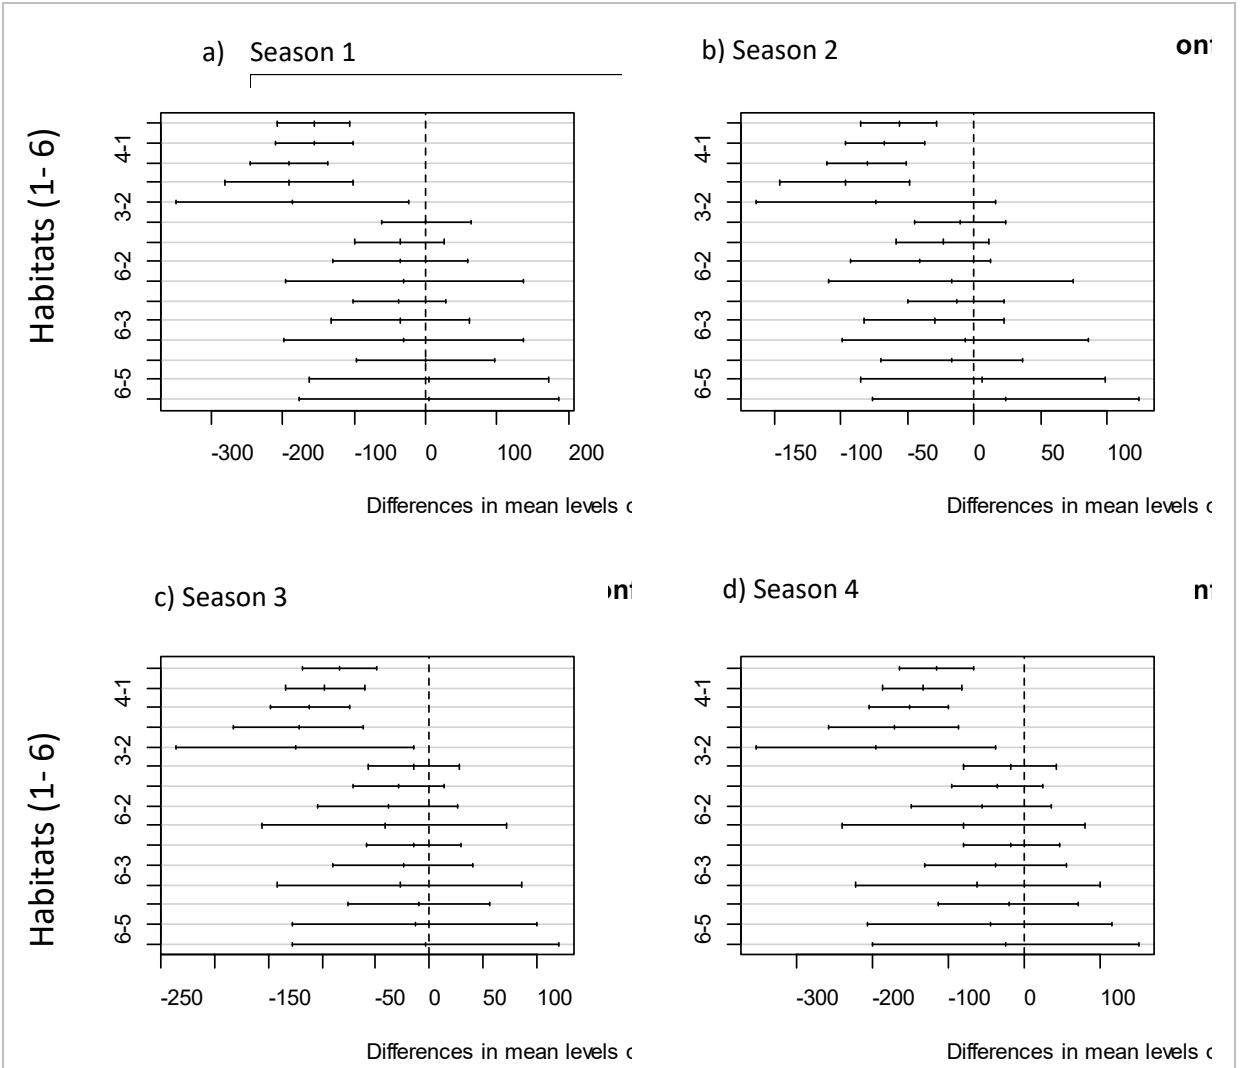 a) Season 1
b) Season 2
Habitats (1- 6)
4-1
3-2
6-2
6-3
6-5
-300 -200 -100 0 100 200
Differences in mean levels
4-1
3-2
6-2
6-3
6-5
-150 -100 -50 0 50 100
Differences in mean levels
c) Season 3
d) Season 4
Habitats (1- 6)
4-1
3-2
6-2
6-3
6-5
-250 -150 -50 0 50 100
Differences in mean levels
4-1
3-2
6-2
6-3
6-5
-300 -200 -100 0 100
Differences in mean levels